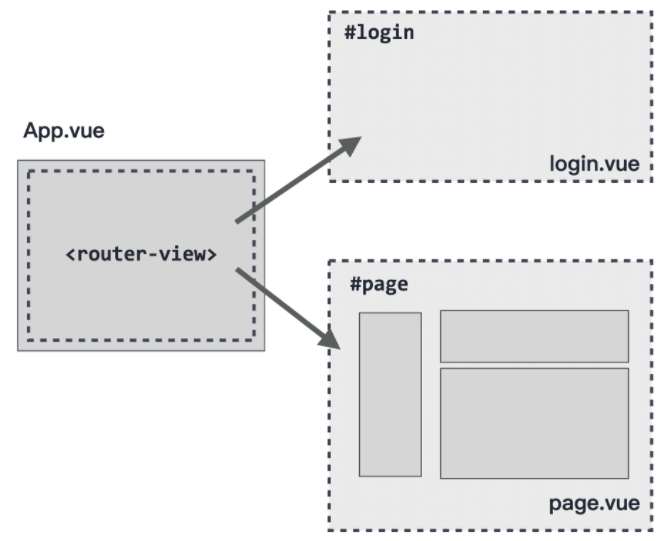 #login
login.vue
App.vue
<router-view>
#page
page.vue